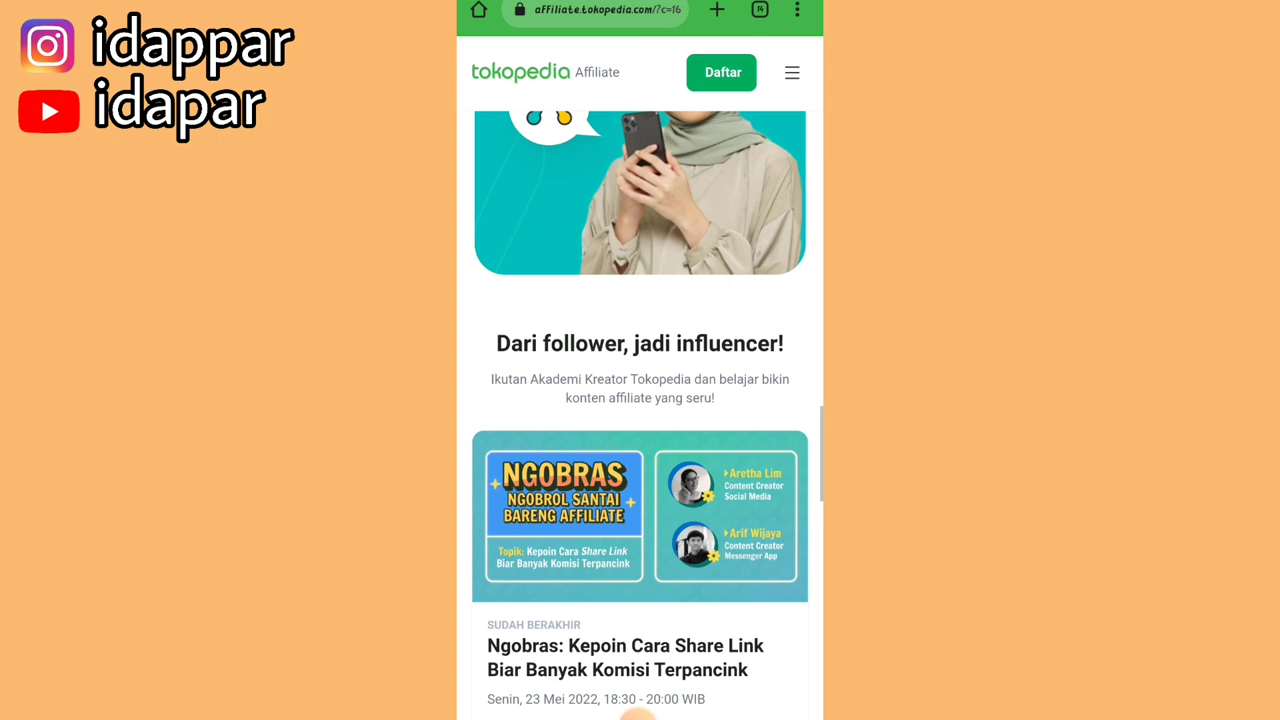 idappar
idapar
affiliate.tokopedia.com/?c=16
14
tokopedia Affiliate
Daftar
Dari follower, jadi influencer!
Ikutan Akademi Kreator Tokopedia dan belajar bikin
konten affiliate yang seru!
NGOBRAS
NGOBROL SANTAI
BARENG AFFILIATE
Topik: Kepoin Cara Share Link
Biar Banyak Komisi Terpancink
Aretha Lim
Content Creator
Social Media
Arif Wijaya
Content Creator
Messenger App
SUDAH BERAKHIR
Ngobras: Kepoin Cara Share Link
Biar Banyak Komisi Terpancink
Senin, 23 Mei 2022, 18:30 - 20:00 WIB